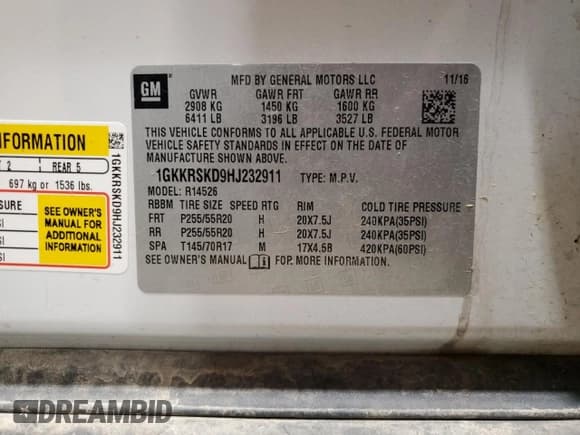 GM
MFD BY GENERAL MOTORS LLC 11/16
GVWR GAWR FRT GAWR RR
2908 KG 1450 KG 1600 KG
6411 LB 3196 LB 3527 LB
THIS VEHICLE CONFORMS TO ALL APPLICABLE U.S. FEDERAL MOTOR
VEHICLE SAFETY STANDARDS IN EFFECT ON THE DATE OF
MANUFACTURE SHOWN ABOVE.
1GKKRSKD9HJ232911 TYPE: M.P.V.
MODEL: R14526
RBBM TIRE SIZE SPEED RTG RIM COLD TIRE PRESSURE
FRT P255/55R20 H 20X7.5J 240KPA(35PSI)
RR P255/55R20 H 20X7.5J 240KPA(35PSI)
SPA T145/70R17 M 17X4.5B 420KPA(60PSI)
SEE OWNER'S MANUAL FOR MORE INFORMATION.
INFORMATION
2 REAR 5
697 kg or 1536 lbs.
SURE
SEE OWNER'S
MANUAL FOR
ADDITIONAL
INFORMATION
SI
SI
SI
1GKKRSKD9HJ232911
DREAMBID